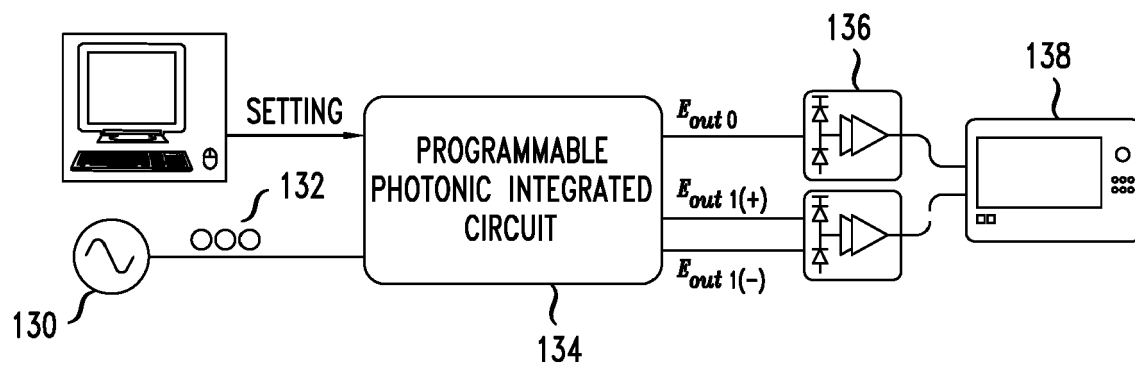 136
138
SETTING
E_out 0
PROGRAMMABLE
PHOTONIC INTEGRATED
CIRCUIT
E_out 1(+)
132
E_out 1(-)
130
134